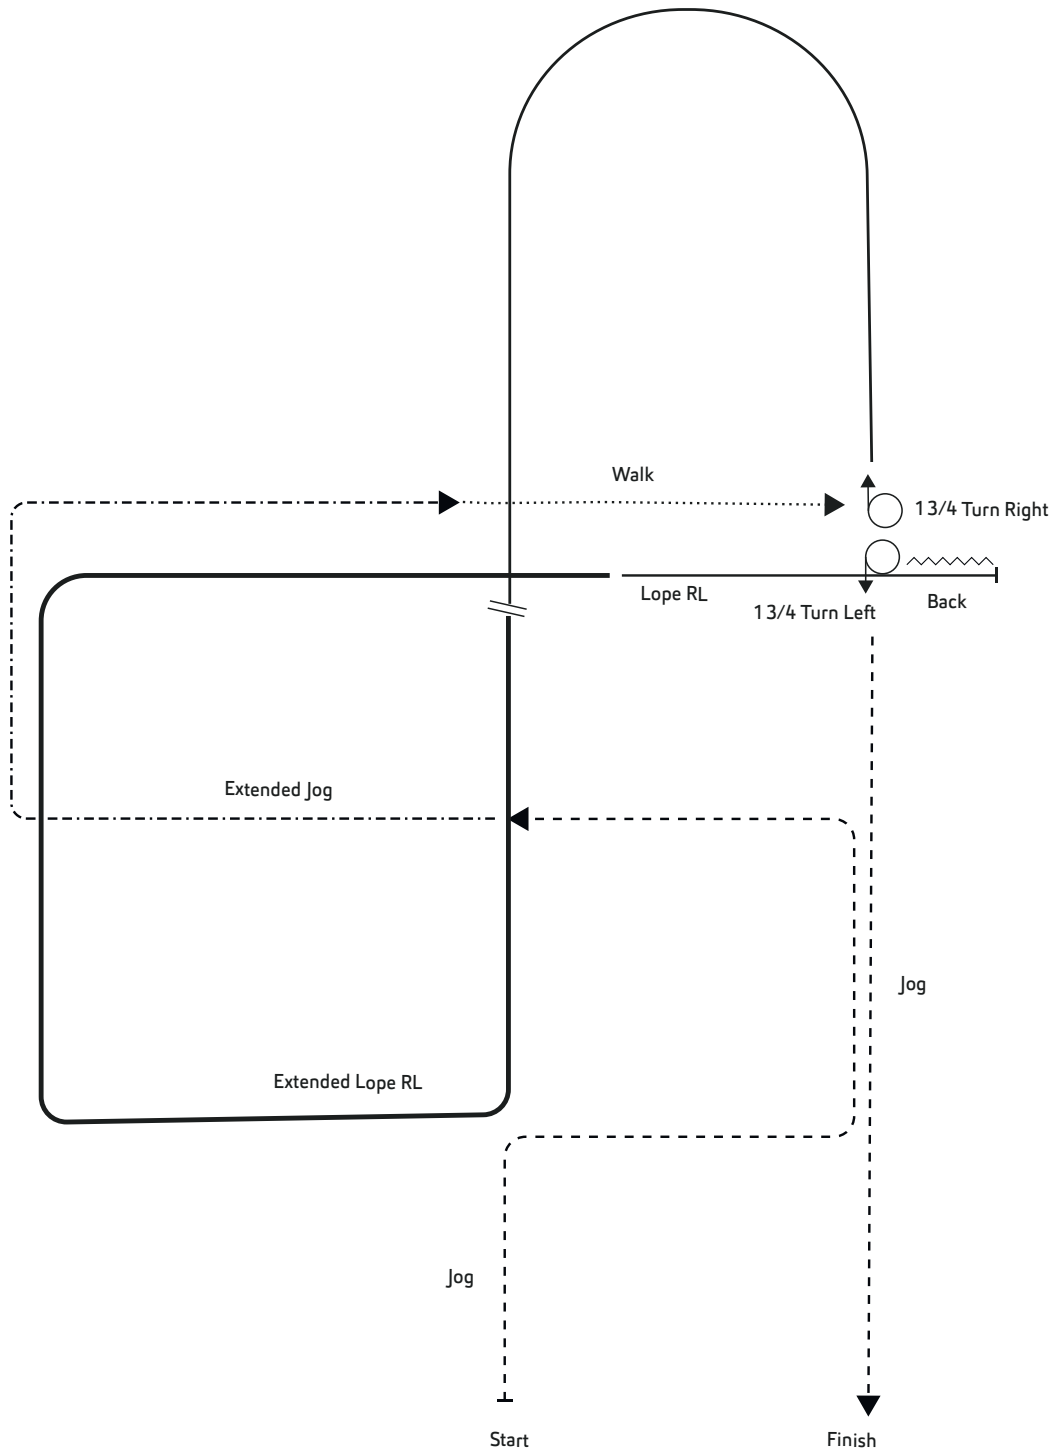 Walk
1 3/4 Turn Right
Lope RL
Back
1 3/4 Turn Left
Extended Jog
Jog
Extended Lope RL
Jog
Start
Finish